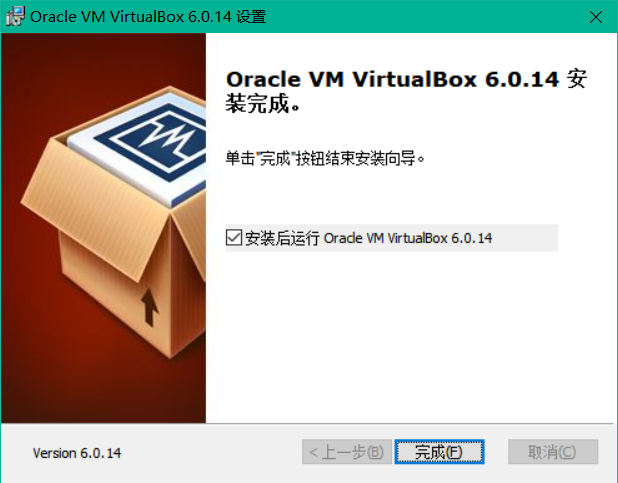 Oracle VM VirtualBox 6.0.14 设置
Oracle VM VirtualBox 6.0.14 安
装完成。
单击"完成"按钮结束安装向导。
安装后运行 Oracle VM VirtualBox 6.0.14
Version 6.0.14
< 上一步(B)
完成(F)
取消(C)